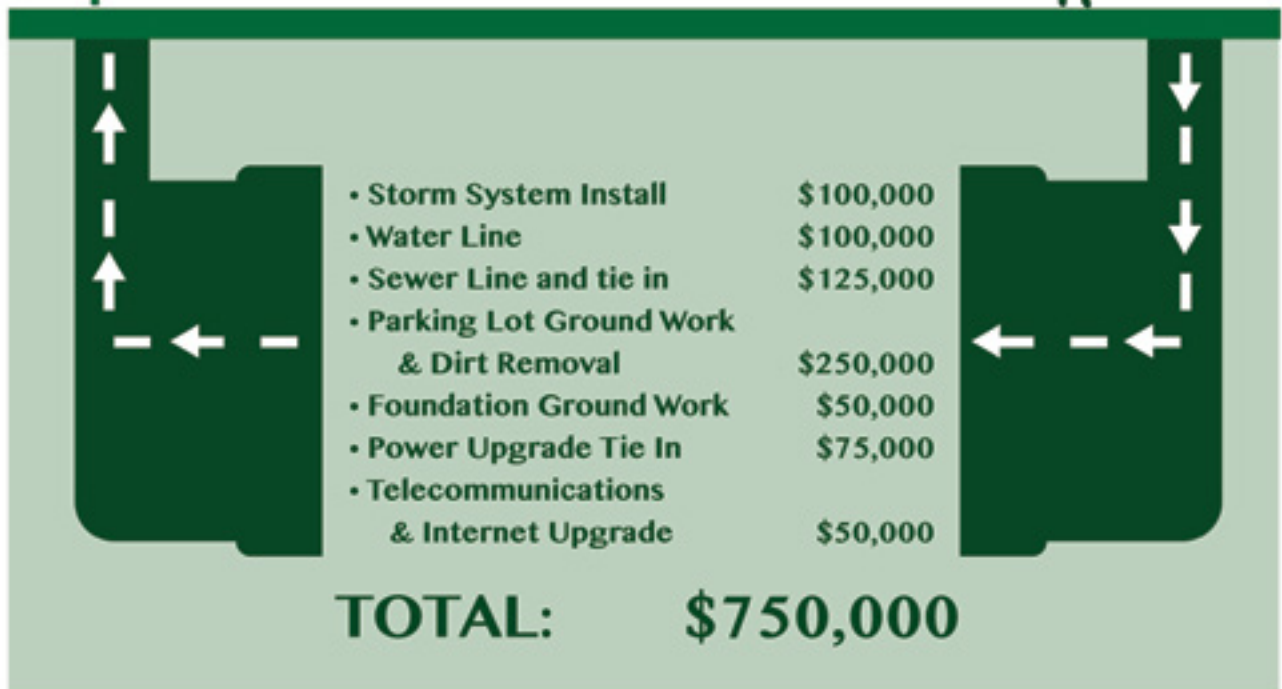 • Storm System Install $100,000
• Water Line $100,000
• Sewer Line and tie in $125,000
• Parking Lot Ground Work
& Dirt Removal $250,000
• Foundation Ground Work $50,000
• Power Upgrade Tie In $75,000
• Telecommunications
& Internet Upgrade $50,000
TOTAL: $750,000